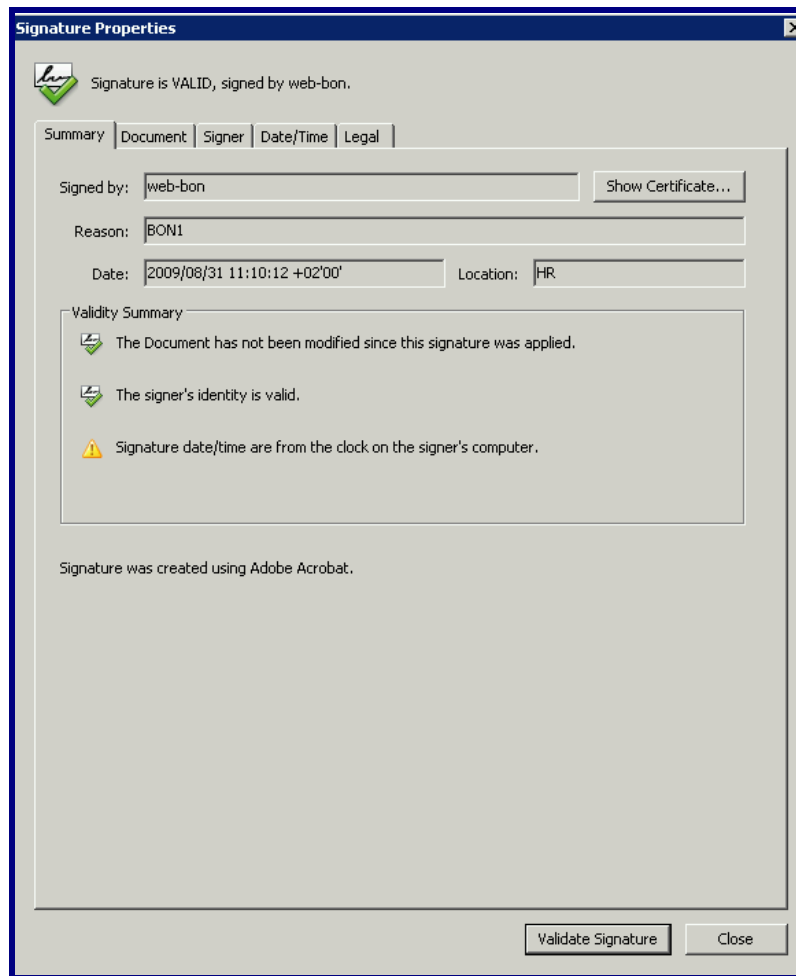 Signature Properties
Signature is VALID, signed by web-bon.
Summary Document Signer Date/Time Legal
Signed by: web-bon Show Certificate...
Reason: BON1
Date: 2009/08/31 11:10:12 +02'00' Location: HR
Validity Summary
The Document has not been modified since this signature was applied.
The signer's identity is valid.
Signature date/time are from the clock on the signer's computer.
Signature was created using Adobe Acrobat.
Validate Signature Close